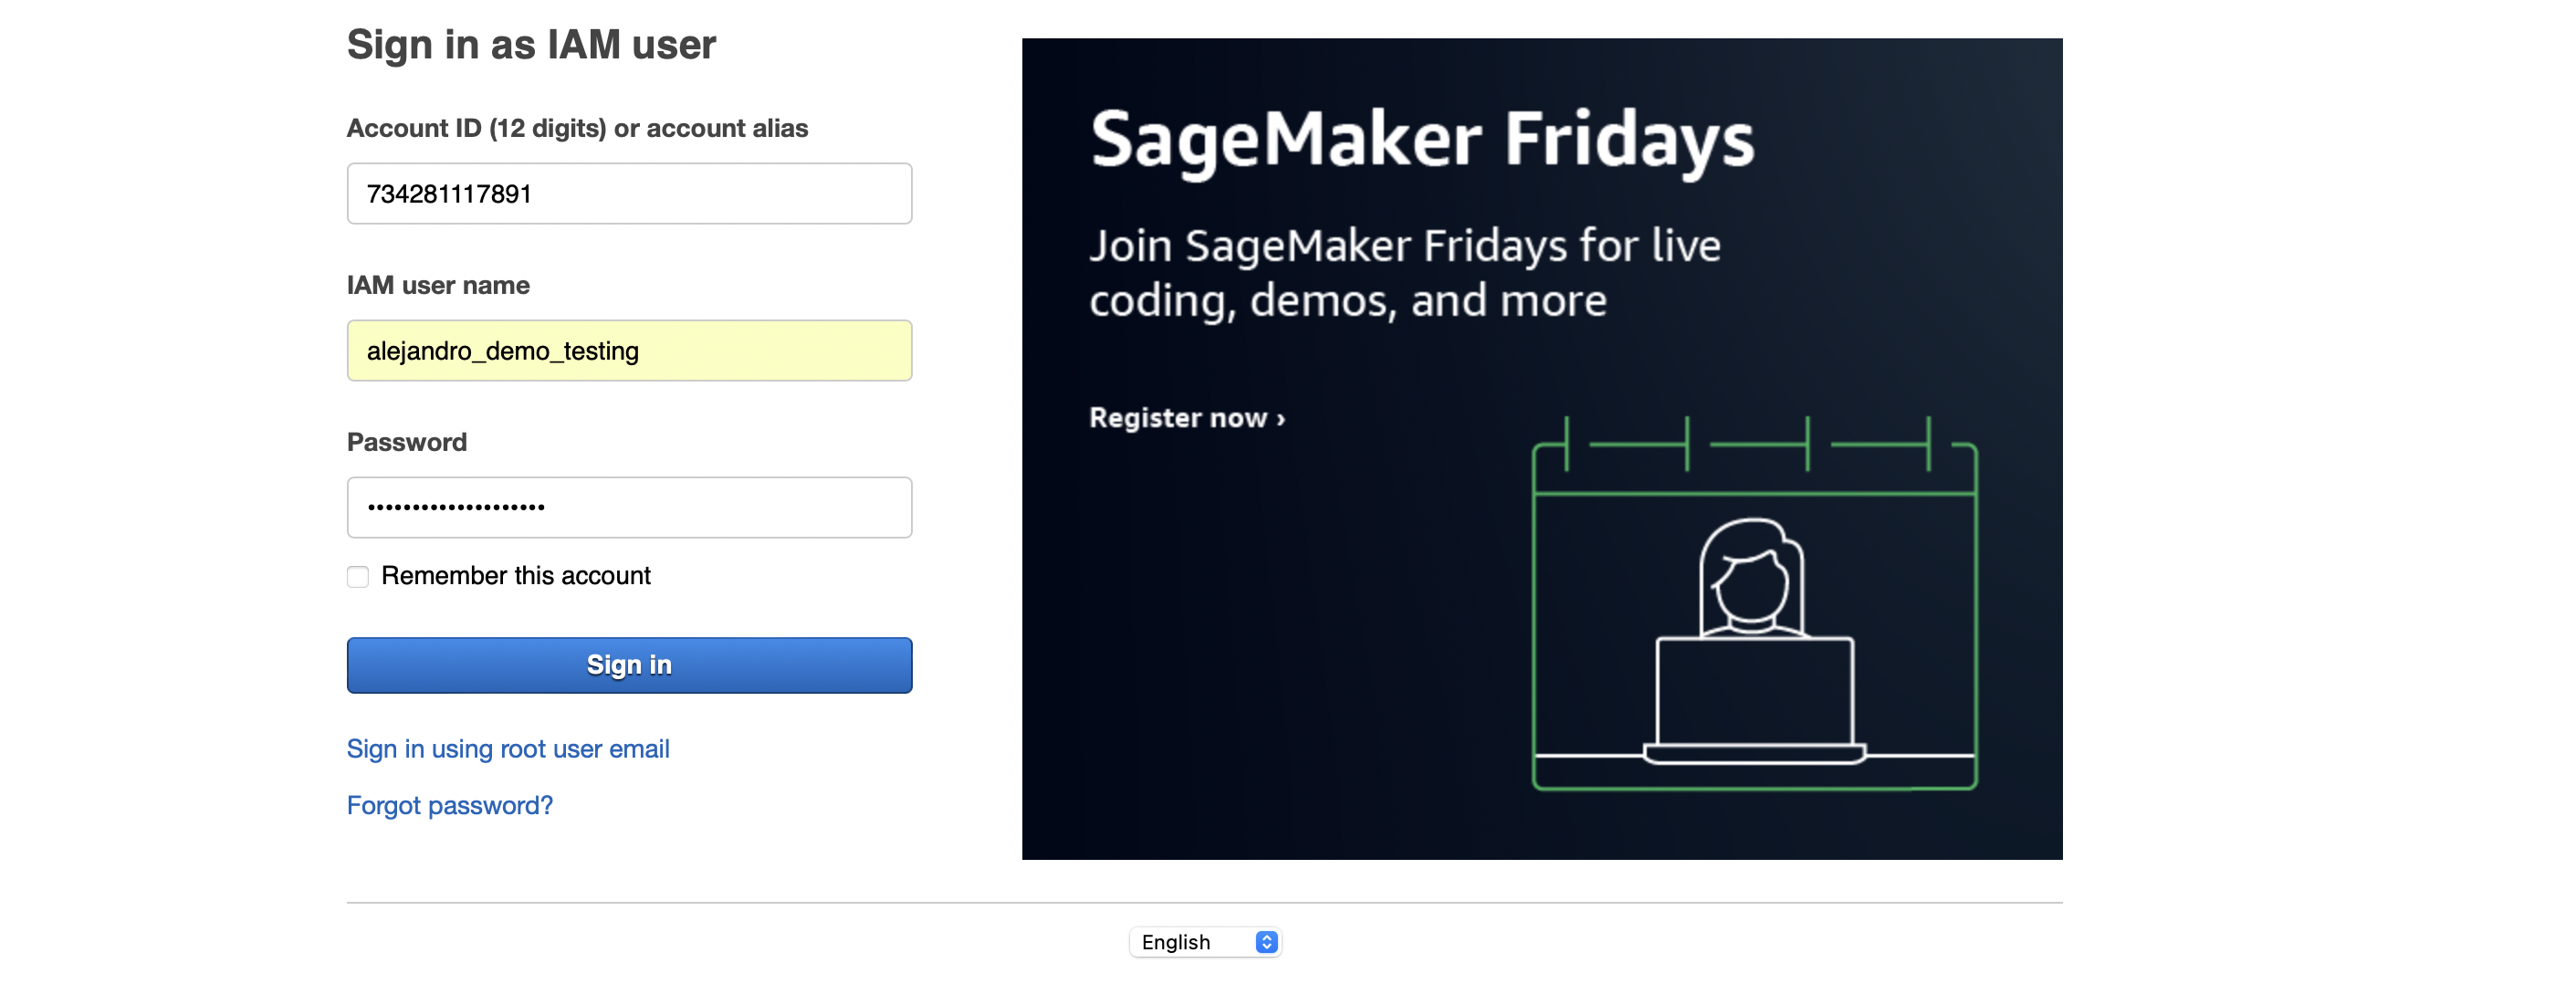 Sign in as IAM user
Account ID (12 digits) or account alias
734281117891
IAM user name
alejandro_demo_testing
Password
••••••••••••••••••••
Remember this account
Sign in
Sign in using root user email
Forgot password?
SageMaker Fridays
Join SageMaker Fridays for live
coding, demos, and more
Register now ›
English